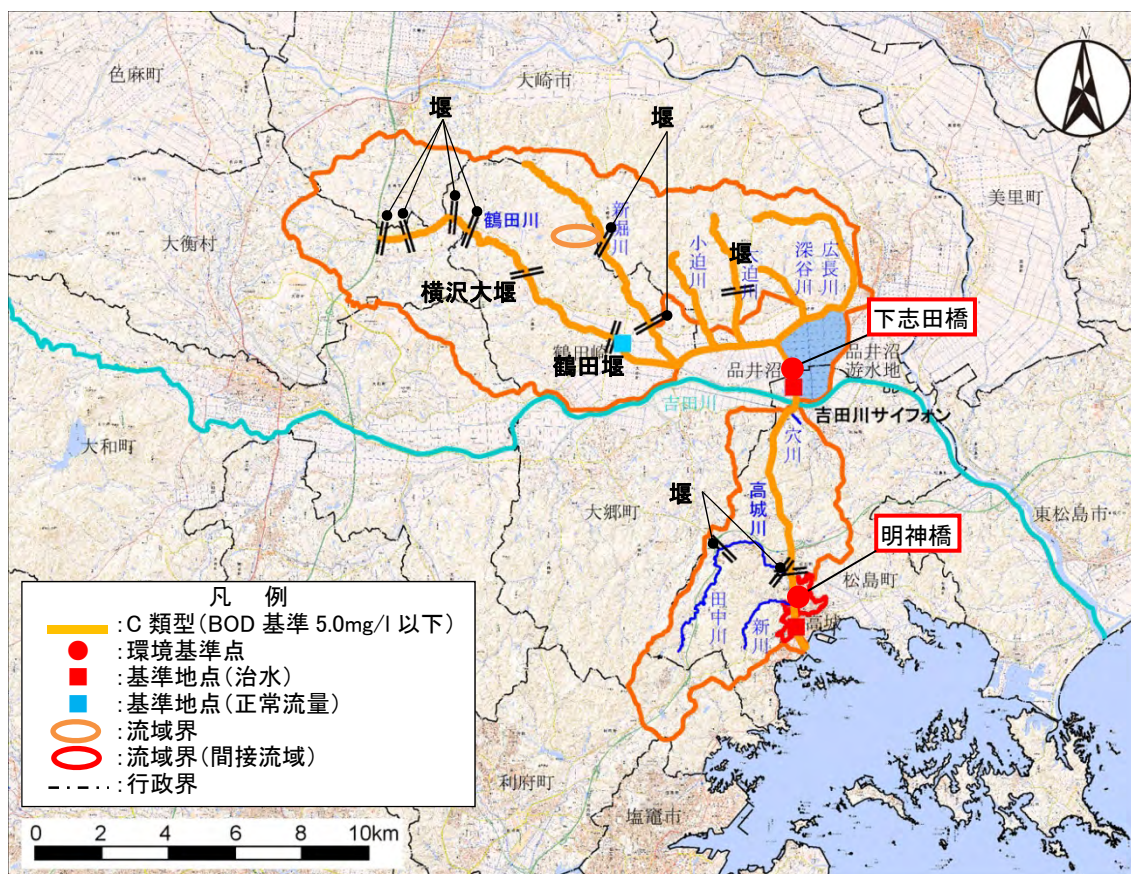 N
色麻町
大崎市
堰
堰
美里町
鶴田川
新堀川
大衡村
小迫川
堰
大迫川
深谷川
広長川
横沢大堰
下志田橋
鶴田堰
品井沼
品井沼
遊水地
吉田川
吉田川サイフォン
大和町
穴川
堰
高城川
大郷町
東松島市
明神橋
松島町
田中川
新川
高城
利府町
塩竈市
凡 例
:C 類型(BOD 基準 5.0mg/l 以下)
:環境基準点
:基準地点(治水)
:基準地点(正常流量)
:流域界
:流域界(間接流域)
:行政界
0 2 4 6 8 10km